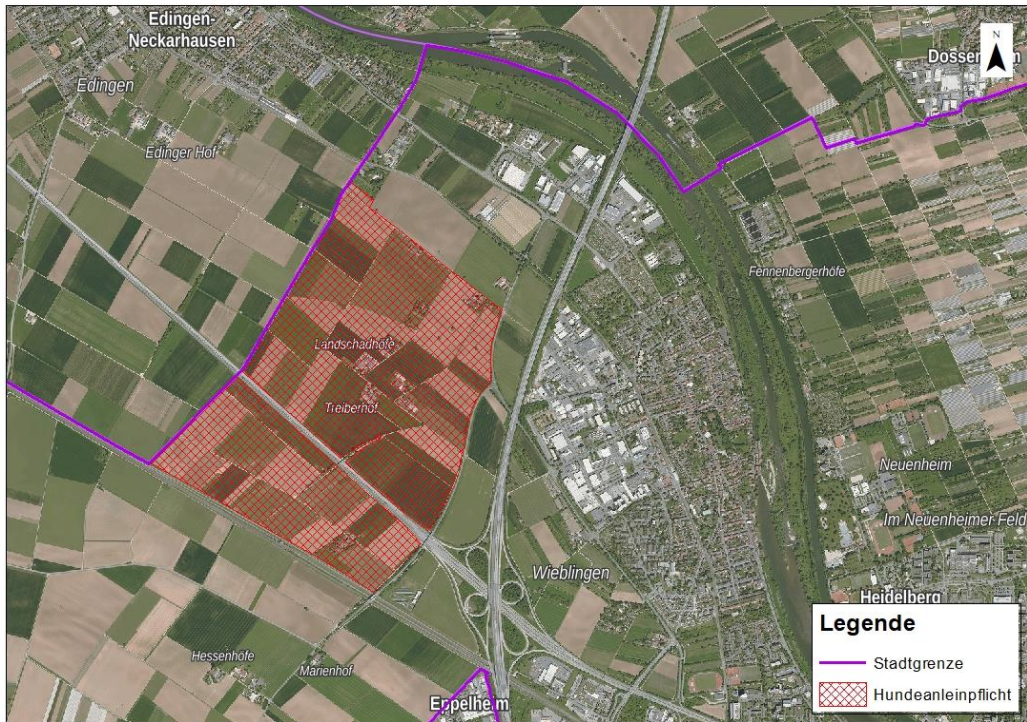 Edingen-
Neckarhausen
N
Edingen
Edinger Hof
Fennenbergerhöfe
Landschadhöfe
Treiberhof
Neuenheim
Im Neuenheimer Feld
Wieblingen
Heidelberg
Hessenhöfe
Marienhof
Eppelheim
Legende
Stadtgrenze
Hundeanleinpflicht